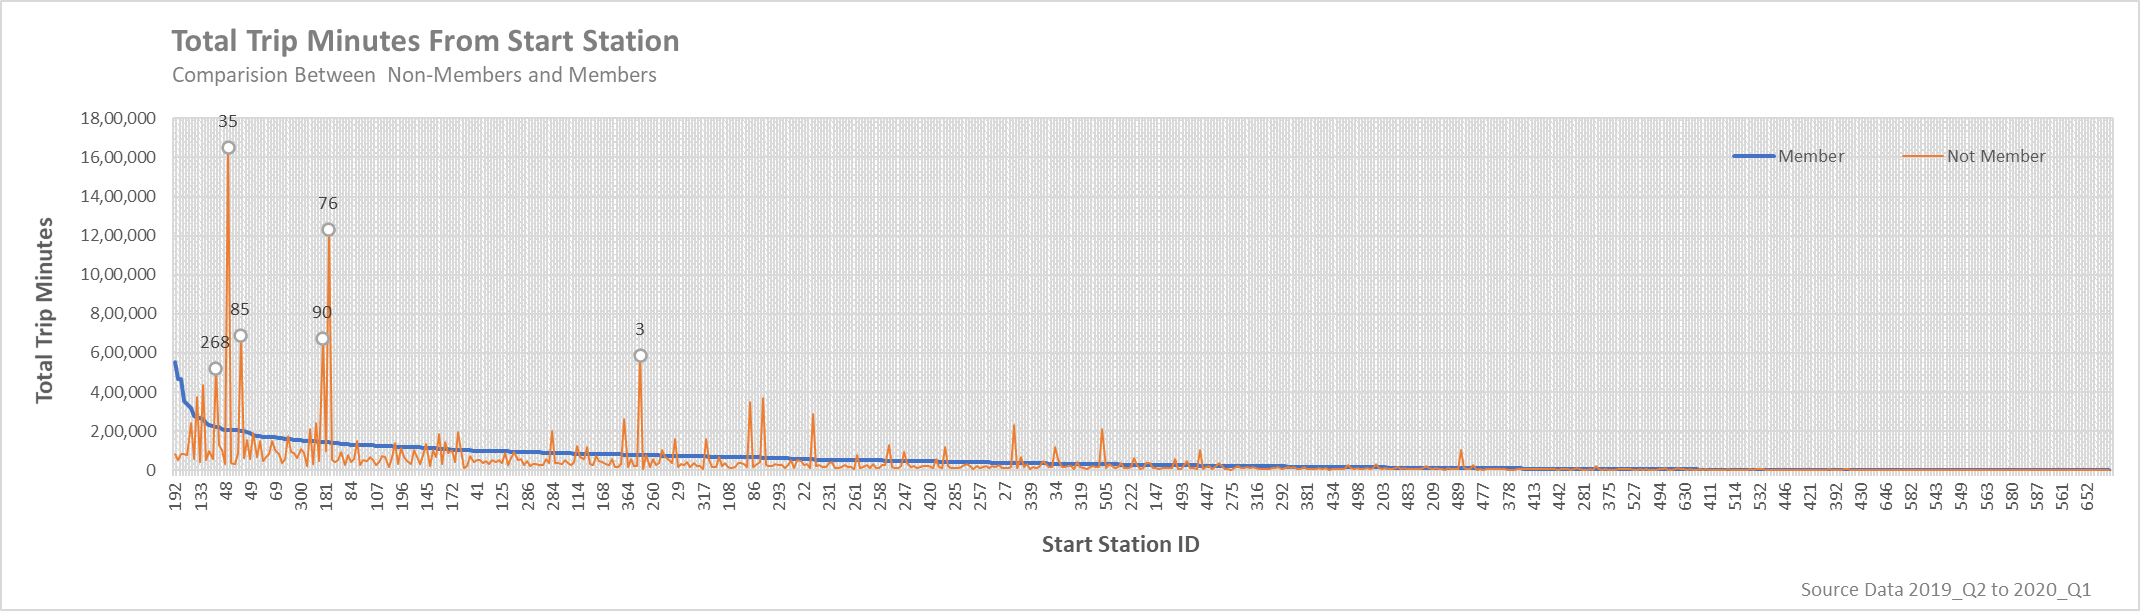 Total Trip Minutes From Start Station
Comparision Between  Non-Members and Members
Total Trip Minutes
18,00,000
16,00,000
14,00,000
12,00,000
10,00,000
8,00,000
6,00,000
4,00,000
2,00,000
0
35
76
85
90
268
3
Member
Not Member
192 133 48 49 69 300 181 84 107 196 145 172 41 125 286 284 114 168 364 260 29 317 108 86 293 22 231 261 258 247 420 285 257 27 339 34 319 505 222 147 493 447 275 316 292 381 434 498 203 483 209 489 477 378 413 442 281 375 527 494 630 411 514 532 446 421 392 430 646 582 543 549 563 580 587 561 652
Start Station ID
Source Data 2019_Q2 to 2020_Q1